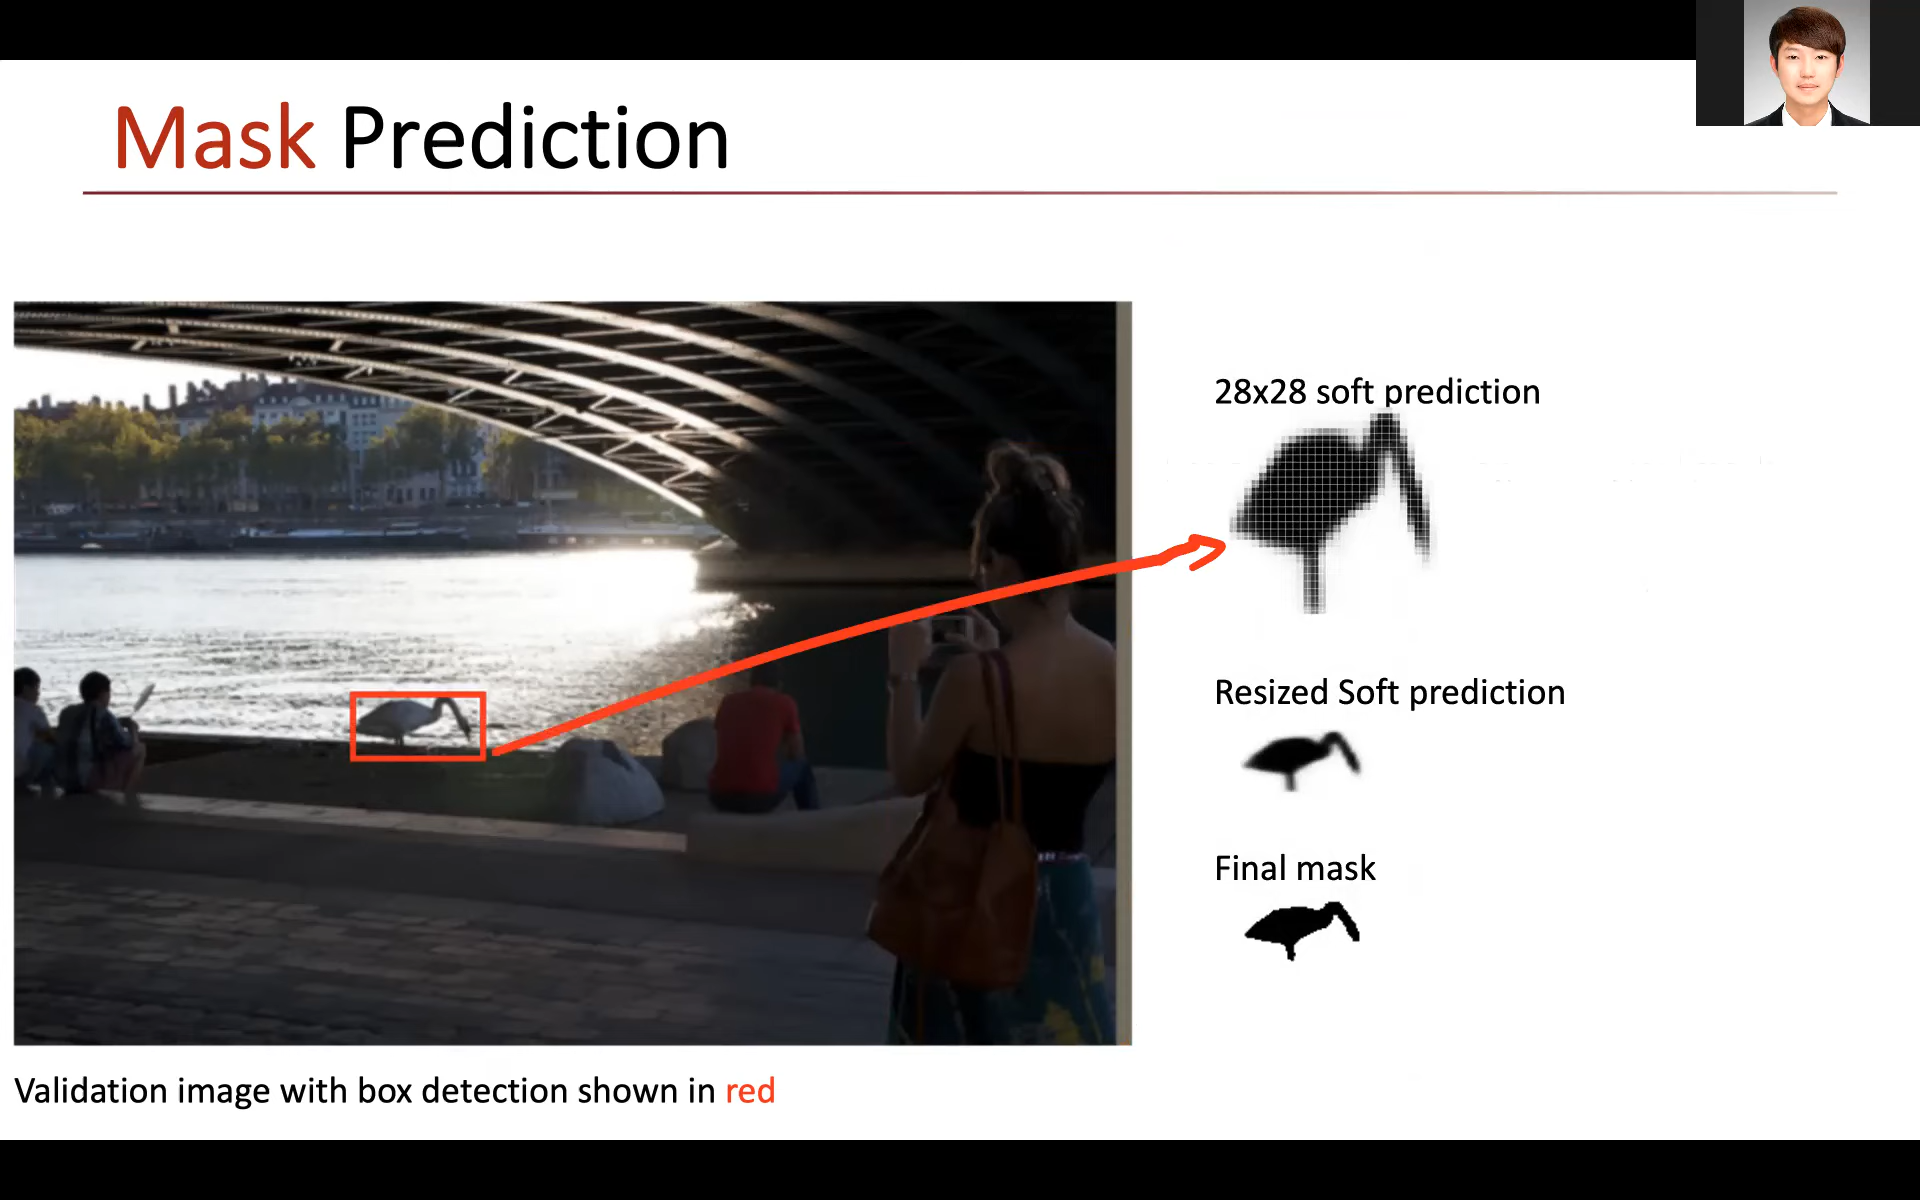 Mask Prediction
28x28 soft prediction
Resized Soft prediction
Final mask
Validation image with box detection shown in red